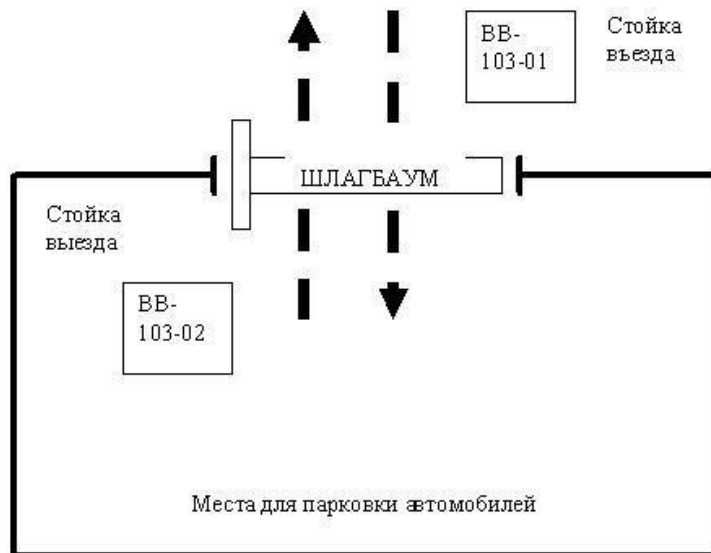 ВВ-
103-01
Стойка
въезда
ШЛАГБАУМ
Стойка
выезда
ВВ-
103-02
Места для парковки автомобилей